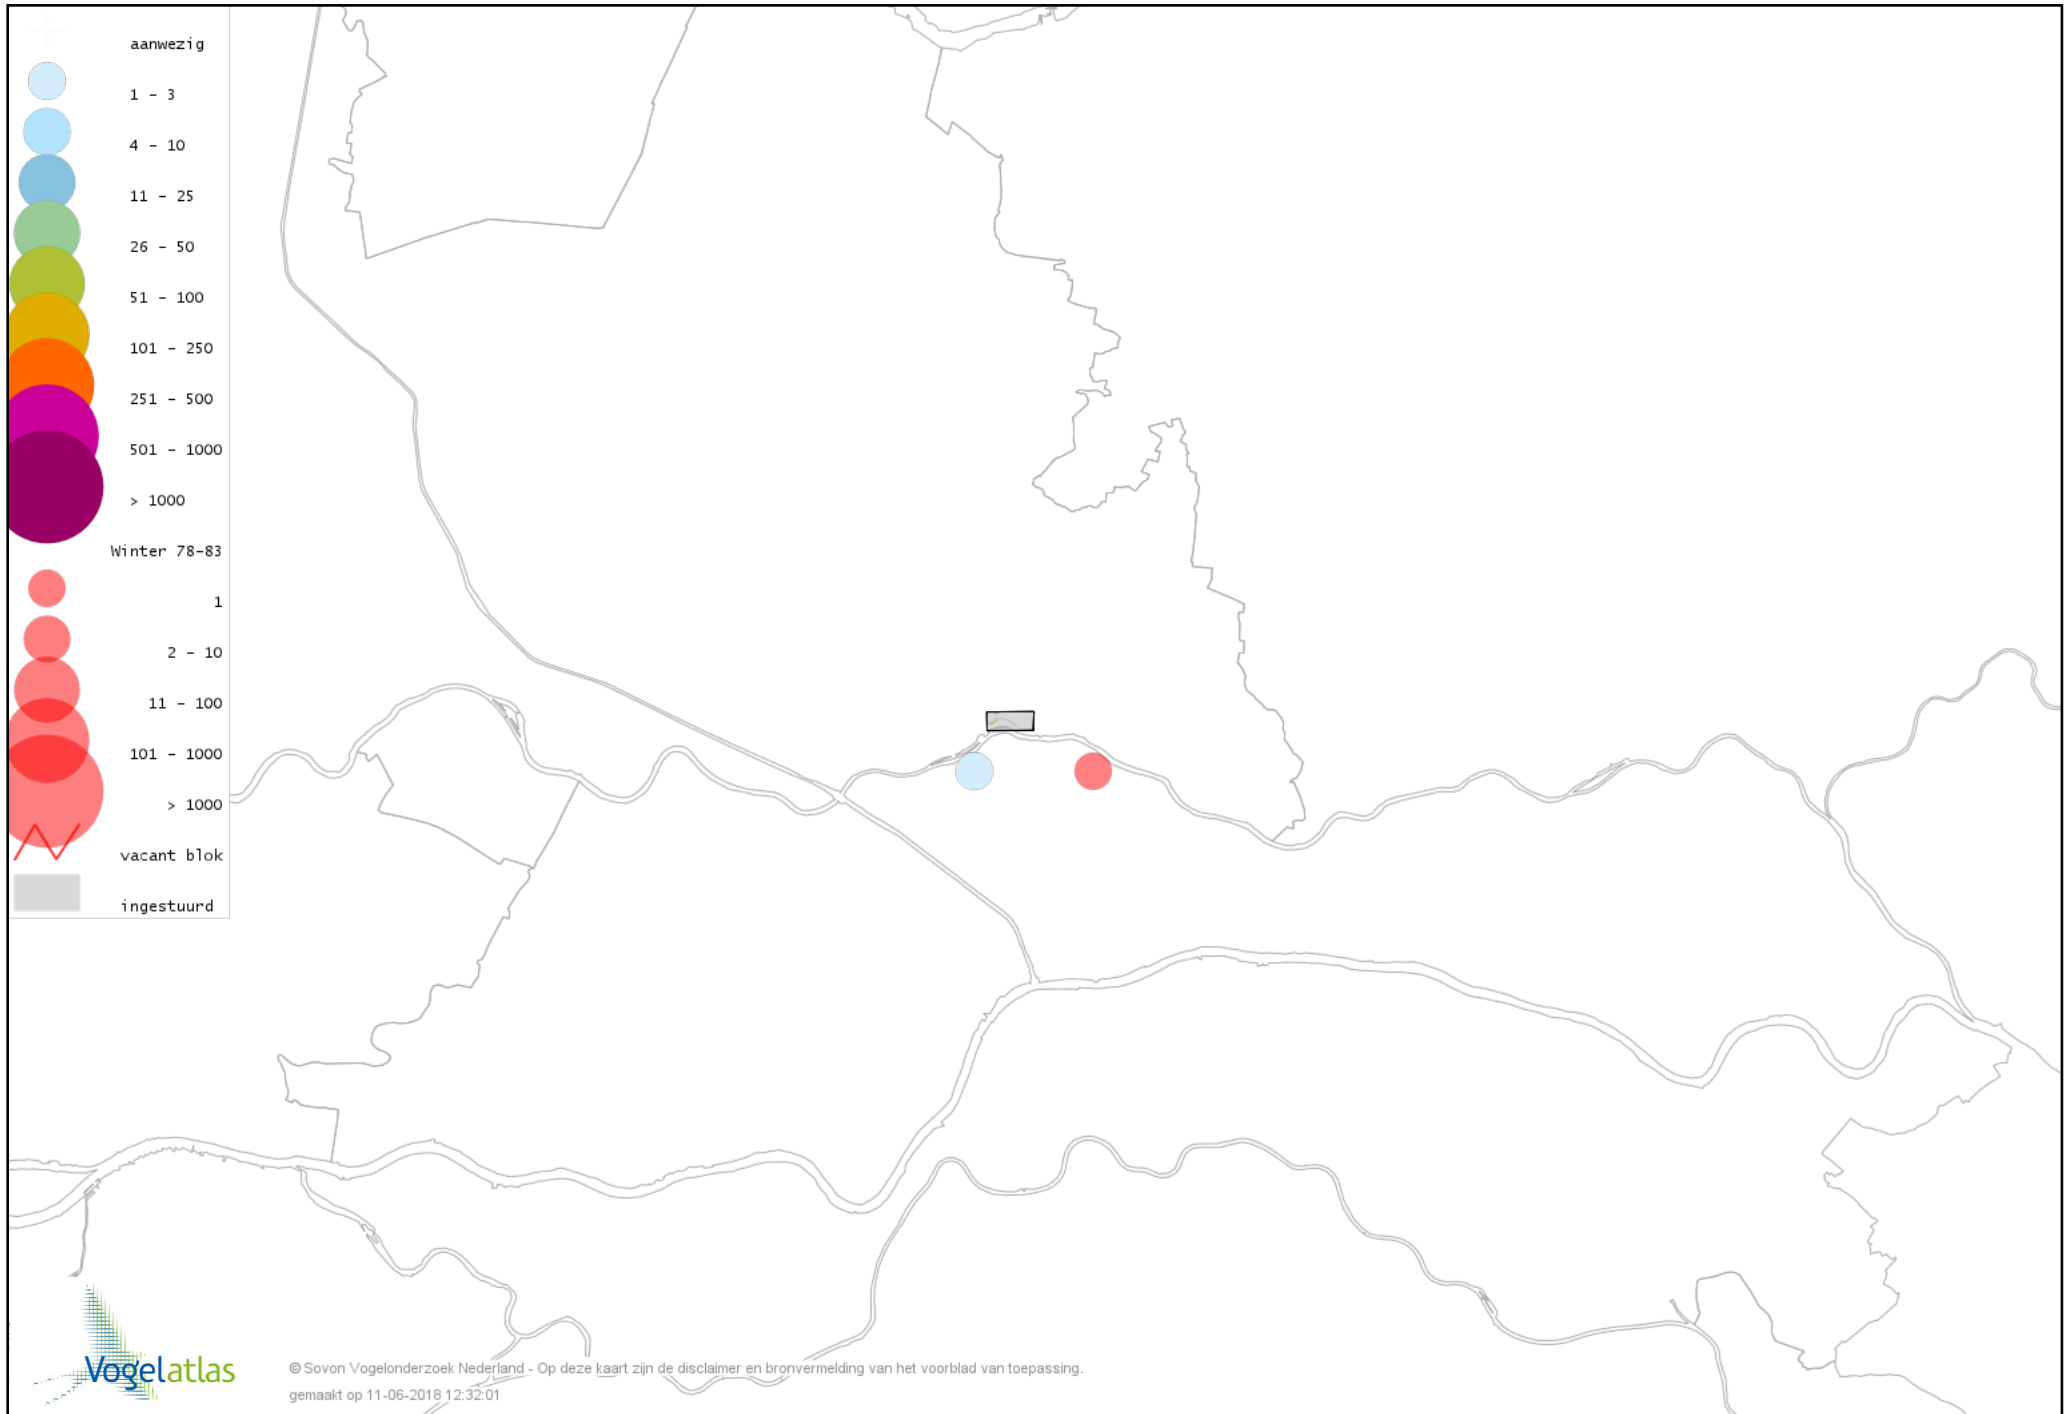 aanwezig
1 - 3
4 - 10
11 - 25
26 - 50
51 - 100
101 - 250
251 - 500
501 - 1000
> 1000
Winter 78-83
1
2 - 10
11 - 100
101 - 1000
> 1000
vacant blok
ingestuurd
Vogelatlas
© Sovon Vogelonderzoek Nederland - Op deze kaart zijn de disclaimer en bronvermelding van het voorblad van toepassing.
gemaakt op 11-06-2018 12:32:01